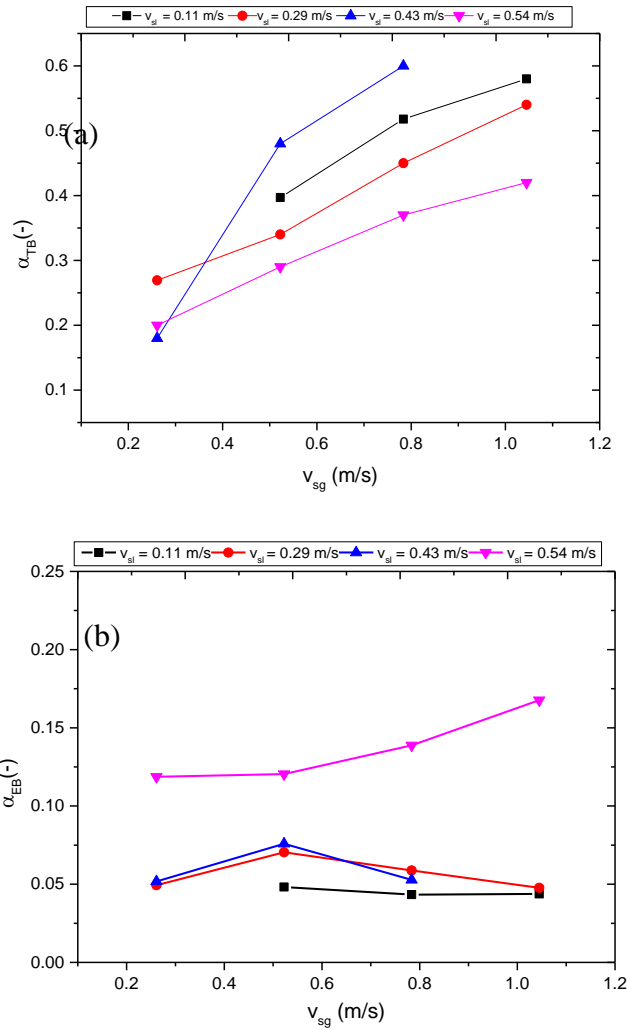 v_sl = 0.11 m/s v_sl = 0.29 m/s v_sl = 0.43 m/s v_sl = 0.54 m/s
0.6
0.5
(a)
0.4
0.3
0.2
0.1
α_TB(-)
0.2 0.4 0.6 0.8 1.0 1.2
v_sg (m/s)
v_sl = 0.11 m/s v_sl = 0.29 m/s v_sl = 0.43 m/s v_sl = 0.54 m/s
0.25
(b)
0.20
0.15
0.10
0.05
0.00
α_EB(-)
0.2 0.4 0.6 0.8 1.0 1.2
v_sg (m/s)